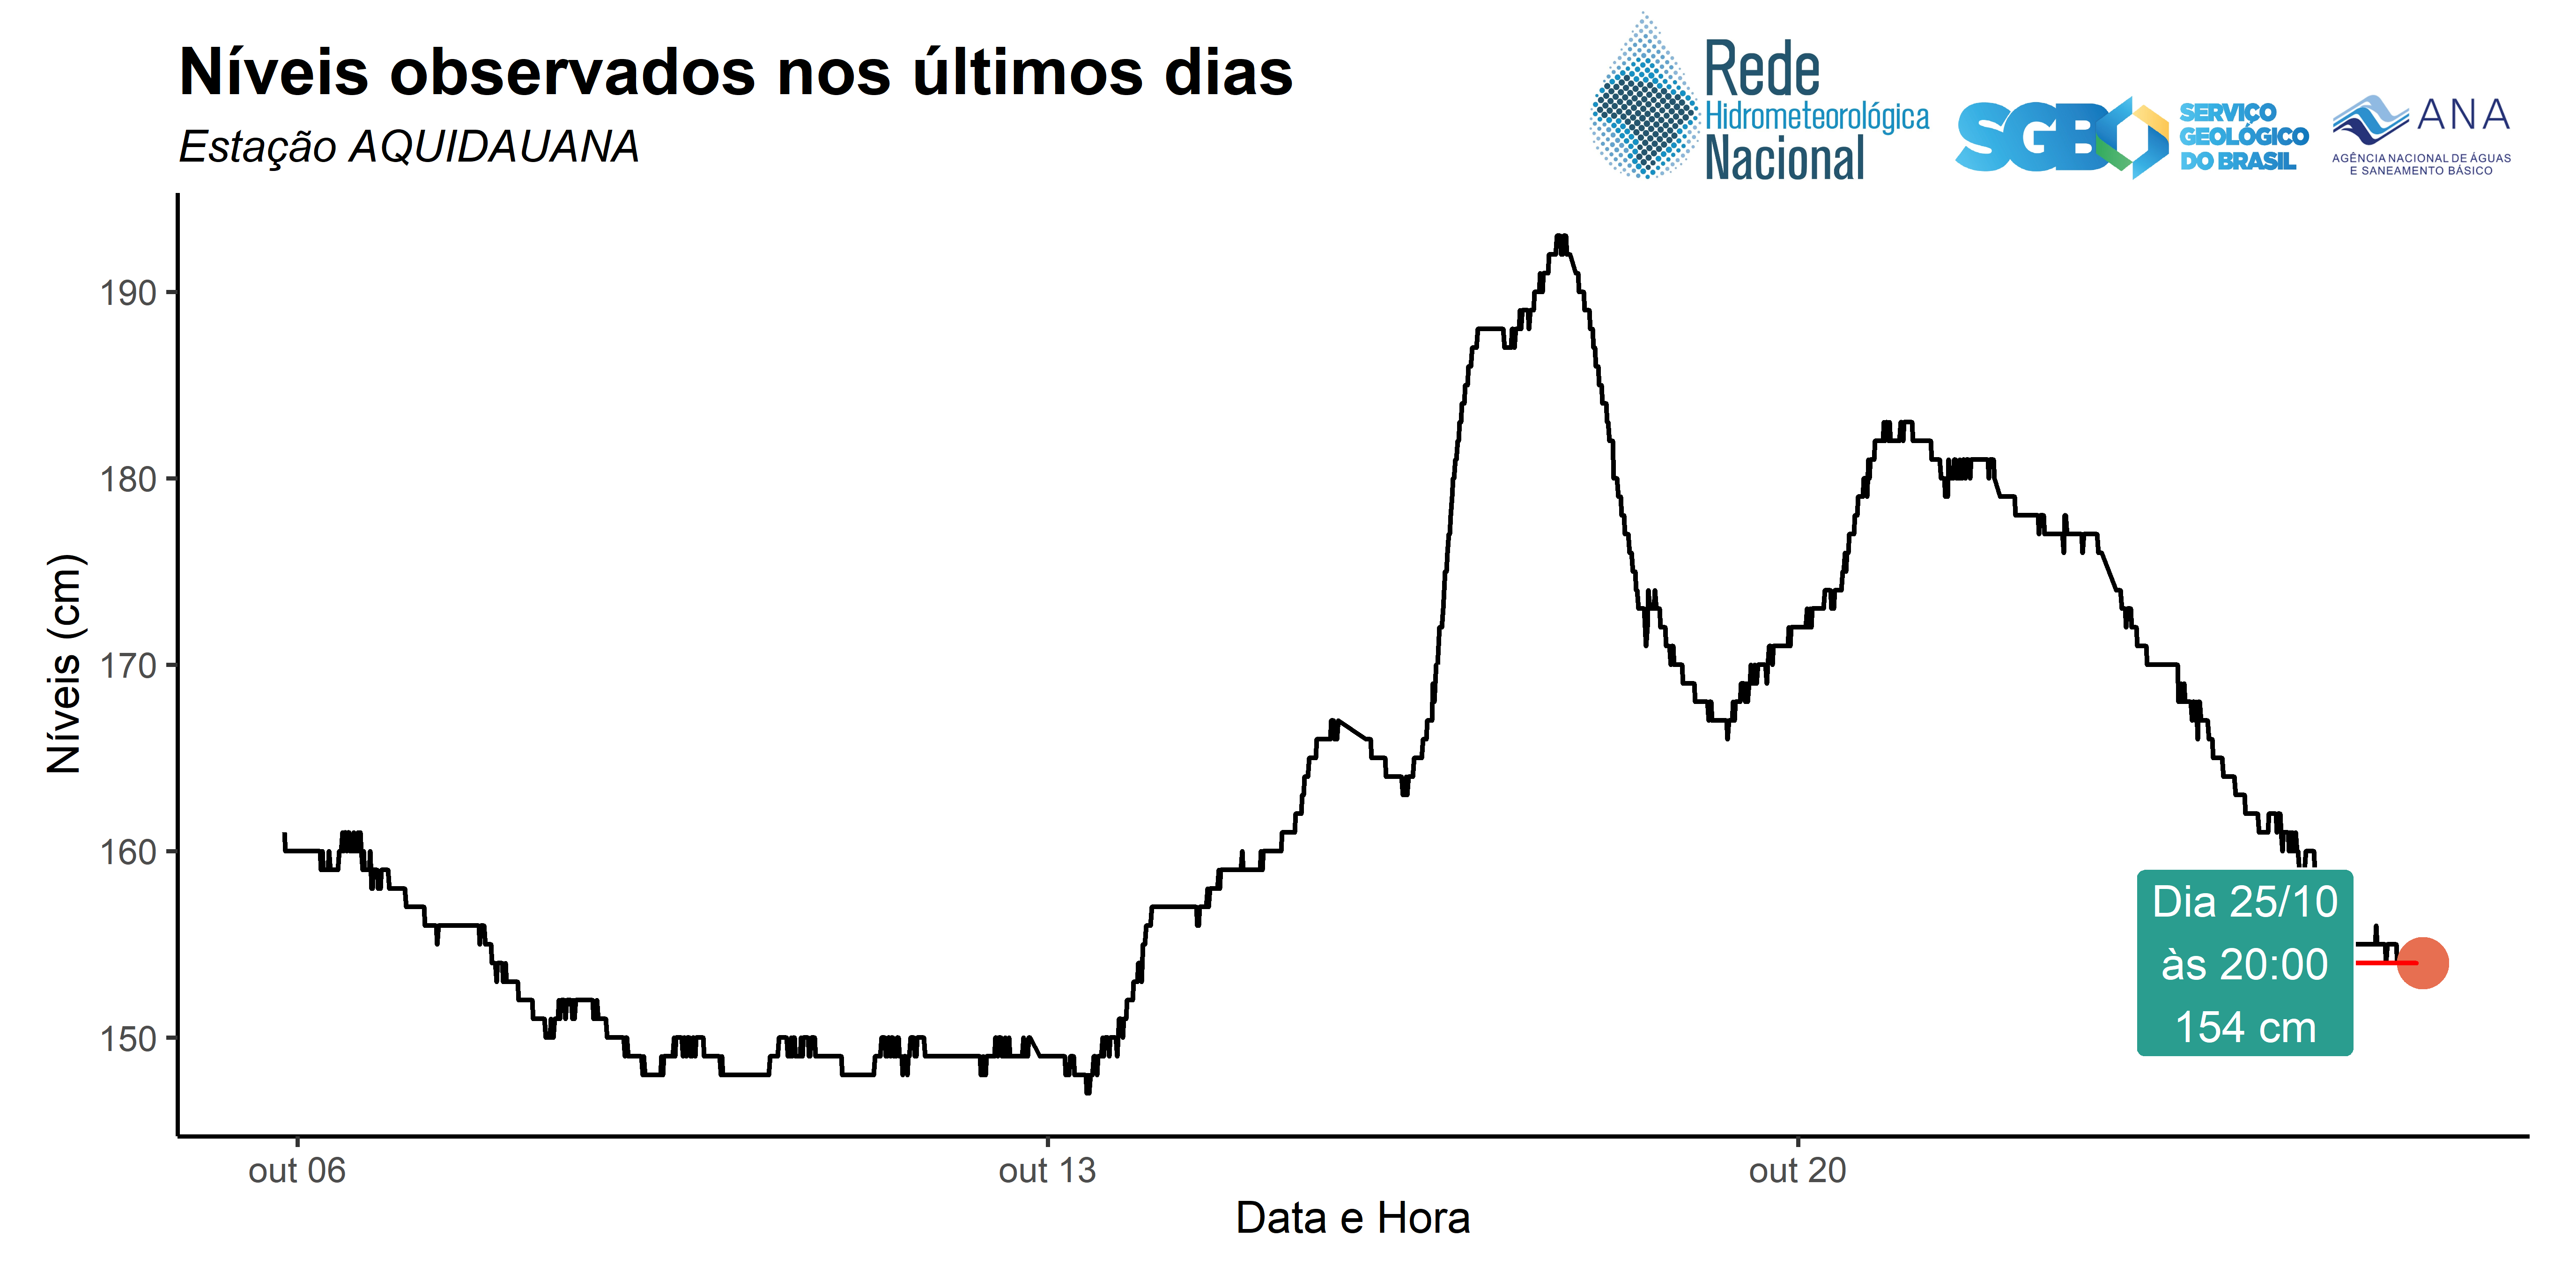 Níveis observados nos últimos dias
Estação AQUIDAUANA
Rede
Hidrometeorológica
Nacional
SGB
SERVIÇO
GEOLÓGICO
DO BRASIL
ANA
AGÊNCIA NACIONAL DE ÁGUAS
E SANEAMENTO BÁSICO
Níveis (cm)
190
180
170
160
150
Dia 25/10
às 20:00
154 cm
out 06
out 13
out 20
Data e Hora